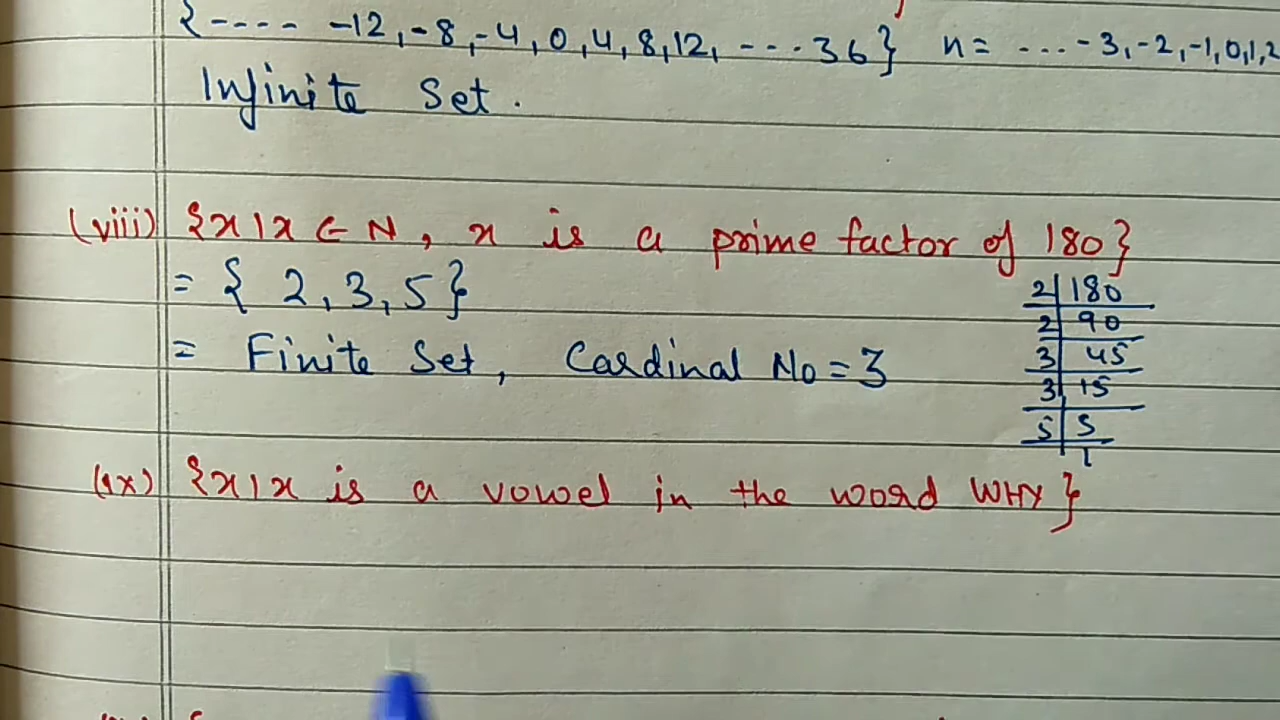 {---- -12,-8,-4,0,4,8,12, ---36} n= ...-3,-2,-1,0,1,2
Infinite Set.
(viii) {x|x ∈ N, x is a prime factor of 180}
= { 2,3,5}
= Finite Set, Cardinal No=3
2|180
2|90
3|45
3|15
5|5
1
(ix) {x|x is a vowel in the word WHY}